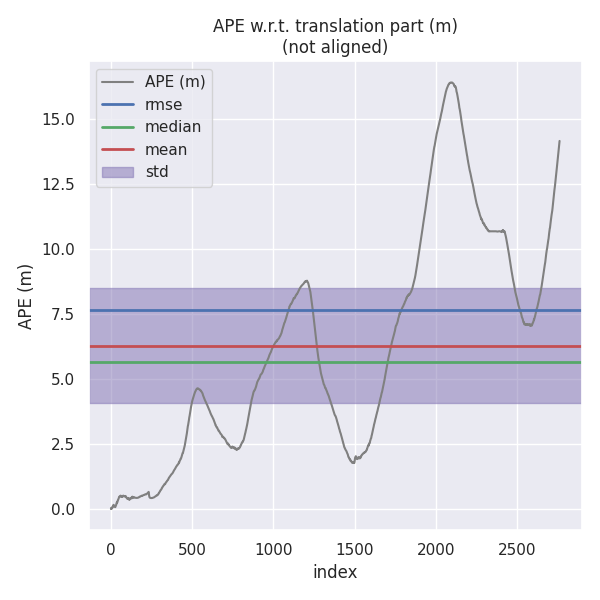 APE w.r.t. translation part (m)
(not aligned)
APE (m)
rmse
median
mean
std
15.0
12.5
10.0
7.5
5.0
2.5
0.0
APE (m)
0 500 1000 1500 2000 2500
index